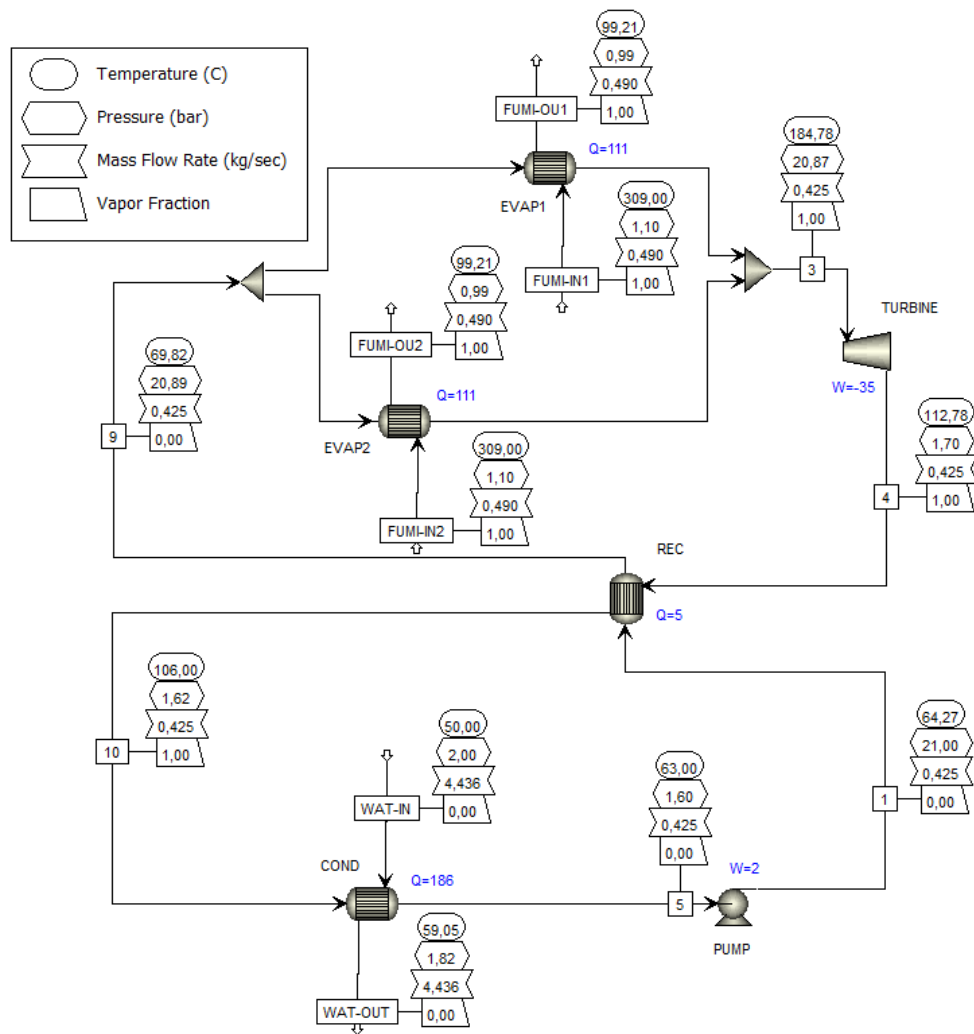 Temperature (C)
Pressure (bar)
Mass Flow Rate (kg/sec)
Vapor Fraction
99,21
0,99
0,490
1,00
FUMI-OU1
Q=111
EVAP1
184,78
20,87
0,425
1,00
3
309,00
1,10
0,490
1,00
FUMI-IN1
TURBINE
W=-35
99,21
0,99
0,490
1,00
FUMI-OU2
Q=111
EVAP2
69,82
20,89
0,425
0,00
9
309,00
1,10
0,490
1,00
FUMI-IN2
112,78
1,70
0,425
1,00
4
REC
Q=5
106,00
1,62
0,425
1,00
10
50,00
2,00
4,436
0,00
WAT-IN
COND
Q=186
63,00
1,60
0,425
0,00
5
W=2
PUMP
64,27
21,00
0,425
0,00
1
59,05
1,82
4,436
0,00
WAT-OUT